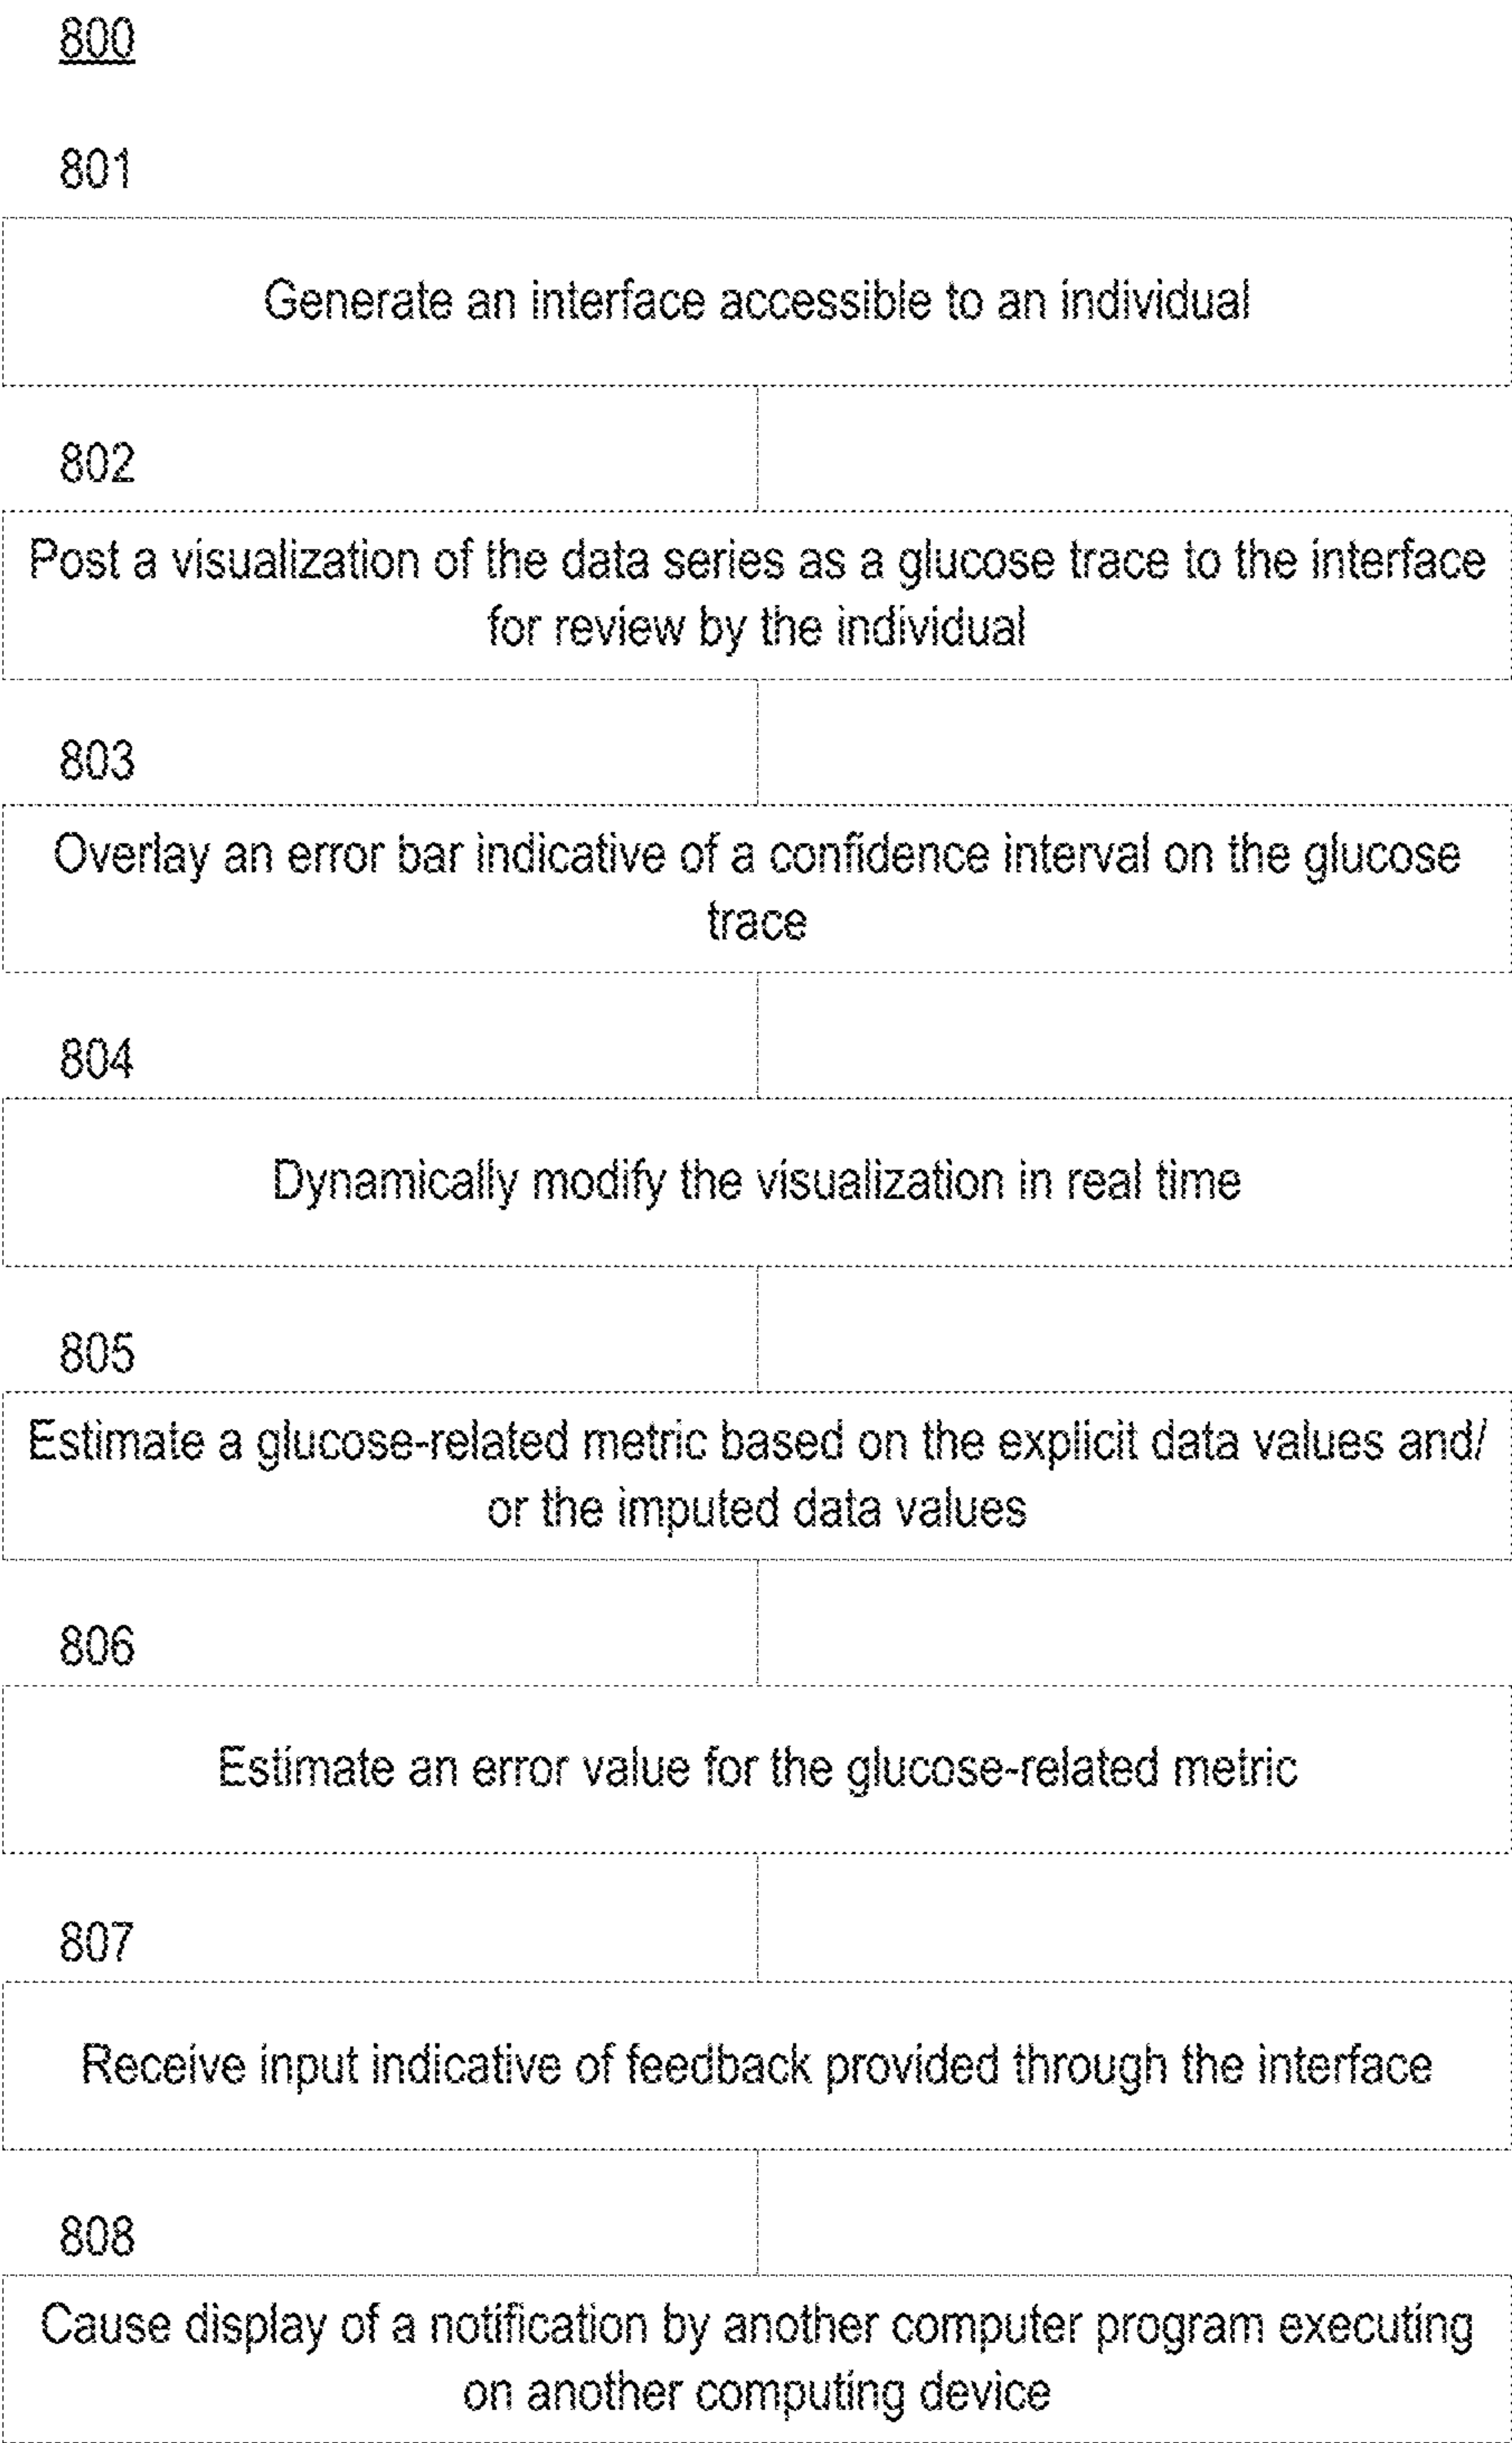 800
801
Generate an interface accessible to an individual
802
Post a visualization of the data series as a glucose trace to the interface
for review by the individual
803
Overlay an error bar indicative of a confidence interval on the glucose
trace
804
Dynamically modify the visualization in real time
805
Estimate a glucose-related metric based on the explicit data values and/
or the imputed data values
806
Estimate an error value for the glucose-related metric
807
Receive input indicative of feedback provided through the interface
808
Cause display of a notification by another computer program executing
on another computing device